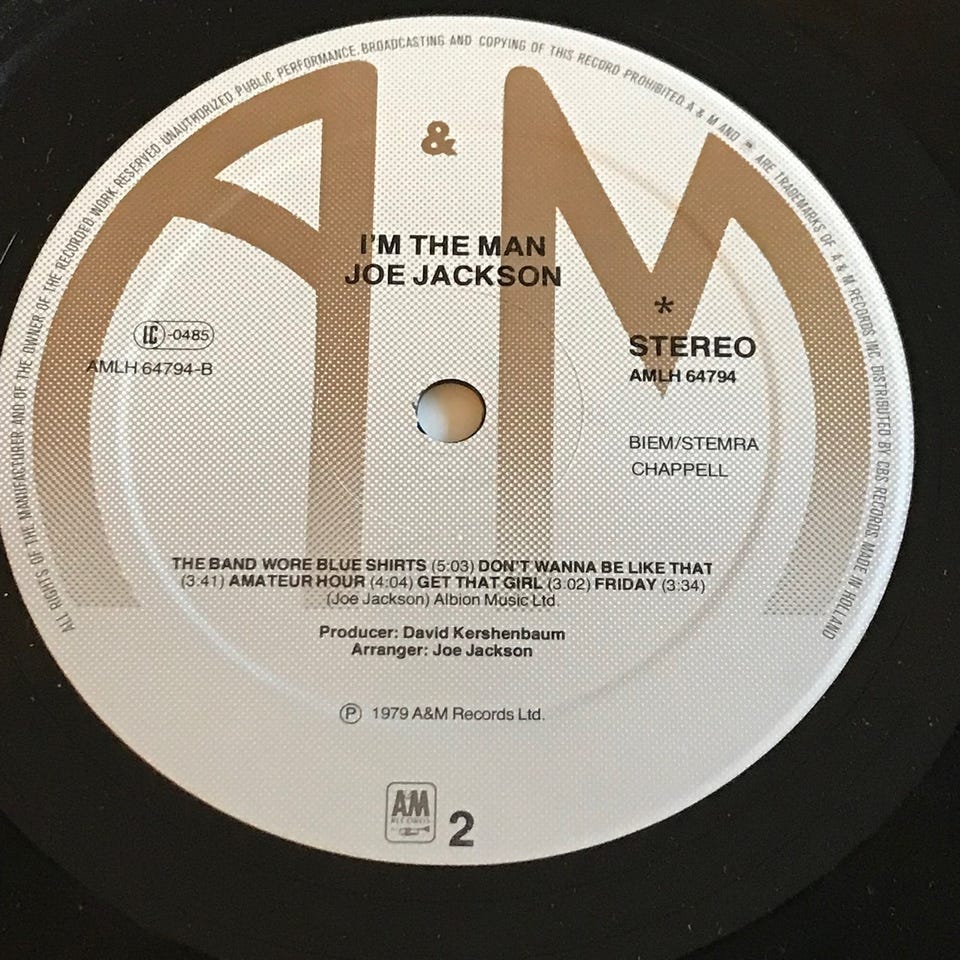 ALL RIGHTS OF THE MANUFACTURER AND OF THE OWNER OF THE RECORDED WORK RESERVED UNAUTHORIZED PUBLIC PERFORMANCE. BROADCASTING AND COPYING OF THIS RECORD PROHIBITED. A & M AND ARE TRADEMARKS OF A & M RECORDS INC DISTRIBUTED BY CBS RECORDS. MADE IN HOLLAND
A & M
I'M THE MAN
JOE JACKSON
*
IC -0485
STEREO
AMLH 64794-B
AMLH 64794
BIEM/STEMRA
CHAPPELL
THE BAND WORE BLUE SHIRTS (5:03) DON'T WANNA BE LIKE THAT
(3:41) AMATEUR HOUR (4:04) GET THAT GIRL (3:02) FRIDAY (3:34)
(Joe Jackson) Albion Music Ltd.
Producer: David Kershenbaum
Arranger: Joe Jackson
Ⓟ 1979 A&M Records Ltd.
AM
RECORDS
2